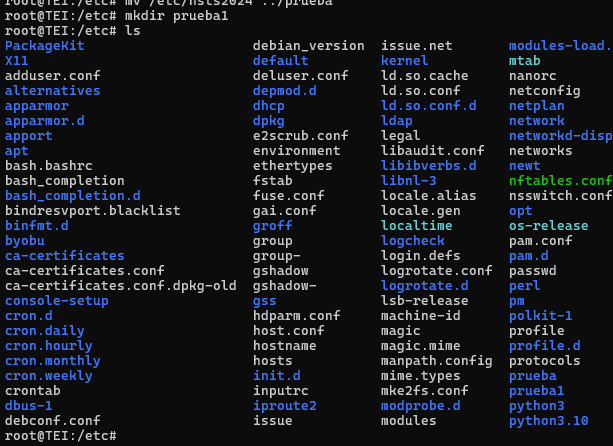 root@TEI:/etc# mv /etc/hsts2024 ../prueba
root@TEI:/etc# mkdir prueba1
root@TEI:/etc# ls
PackageKit debian_version issue.net modules-load.
X11 default kernel mtab
adduser.conf deluser.conf ld.so.cache nanorc
alternatives depmod.d ld.so.conf netconfig
apparmor dhcp ld.so.conf.d netplan
apparmor.d dpkg ldap network
apport e2scrub.conf legal networkd-disp
apt environment libaudit.conf networks
bash.bashrc ethertypes libibverbs.d newt
bash_completion fstab libnl-3 nftables.conf
bash_completion.d fuse.conf locale.alias nsswitch.conf
bindresvport.blacklist gai.conf locale.gen opt
binfmt.d groff localtime os-release
byobu group logcheck pam.conf
ca-certificates group- login.defs pam.d
ca-certificates.conf gshadow logrotate.conf passwd
ca-certificates.conf.dpkg-old gshadow- logrotate.d perl
console-setup gss lsb-release pm
cron.d hdparm.conf machine-id polkit-1
cron.daily host.conf magic profile
cron.hourly hostname magic.mime profile.d
cron.monthly hosts manpath.config protocols
cron.weekly init.d mime.types prueba
crontab inputrc mke2fs.conf prueba1
dbus-1 iproute2 modprobe.d python3
debconf.conf issue modules python3.10
root@TEI:/etc#